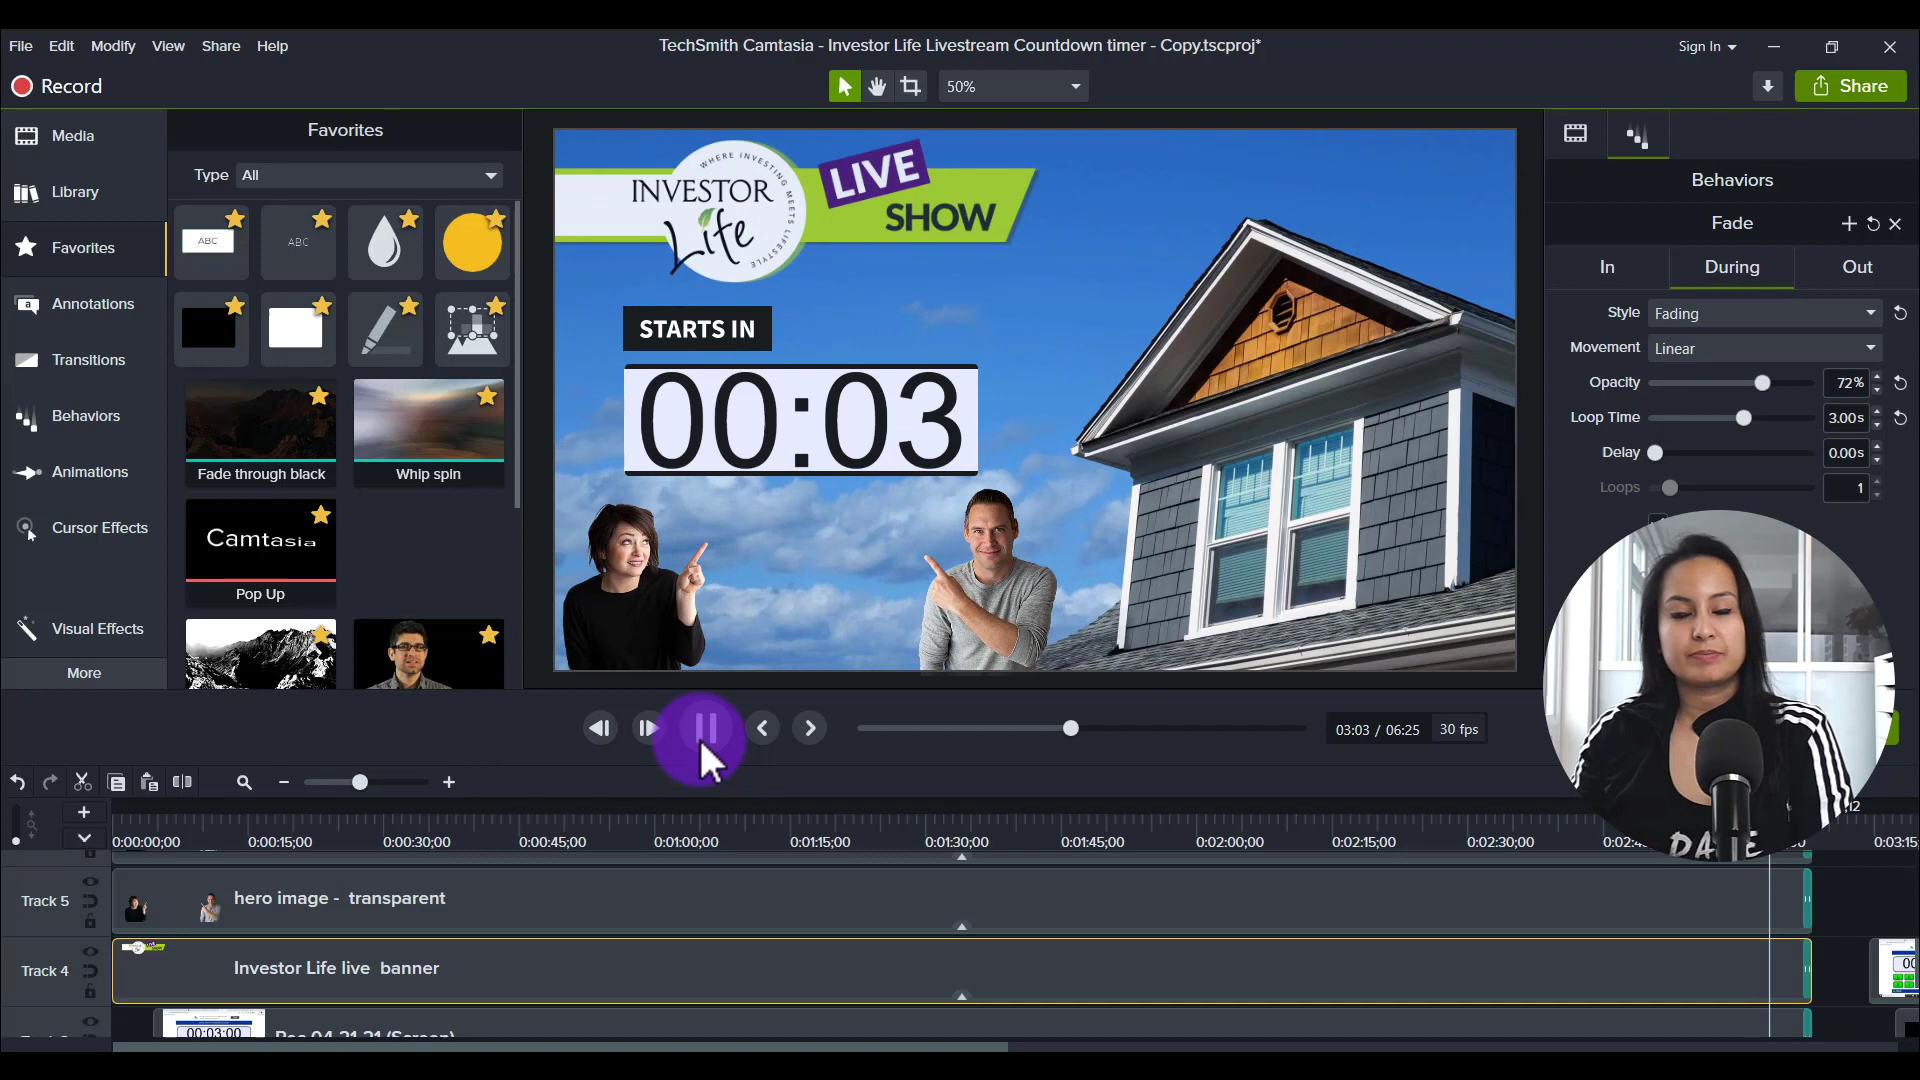 File Edit Modify View Share Help
TechSmith Camtasia - Investor Life Livestream Countdown timer - Copy.tscproj*
Sign In
Record
50%
Share
Media
Library
Favorites
Annotations
Transitions
Behaviors
Animations
Cursor Effects
Visual Effects
More
Favorites
Type All
ABC
ABC
Fade through black
Whip spin
Camtasia
Pop Up
WHERE INVESTING MEETS LIFESTYLE
INVESTOR
Life
LIVE
SHOW
STARTS IN
00:03
Behaviors
Fade
In During Out
Style Fading
Movement Linear
Opacity 72%
Loop Time 3.00s
Delay 0.00s
Loops 1
03:03 / 06:25 30 fps
0:00:00;00 0:00:15;00 0:00:30;00 0:00:45;00 0:01:00;00 0:01:15;00 0:01:30;00 0:01:45;00 0:02:00;00 0:02:15;00 0:02:30;00
Track 5
hero image - transparent
Track 4
Investor Life live banner
00:03:00